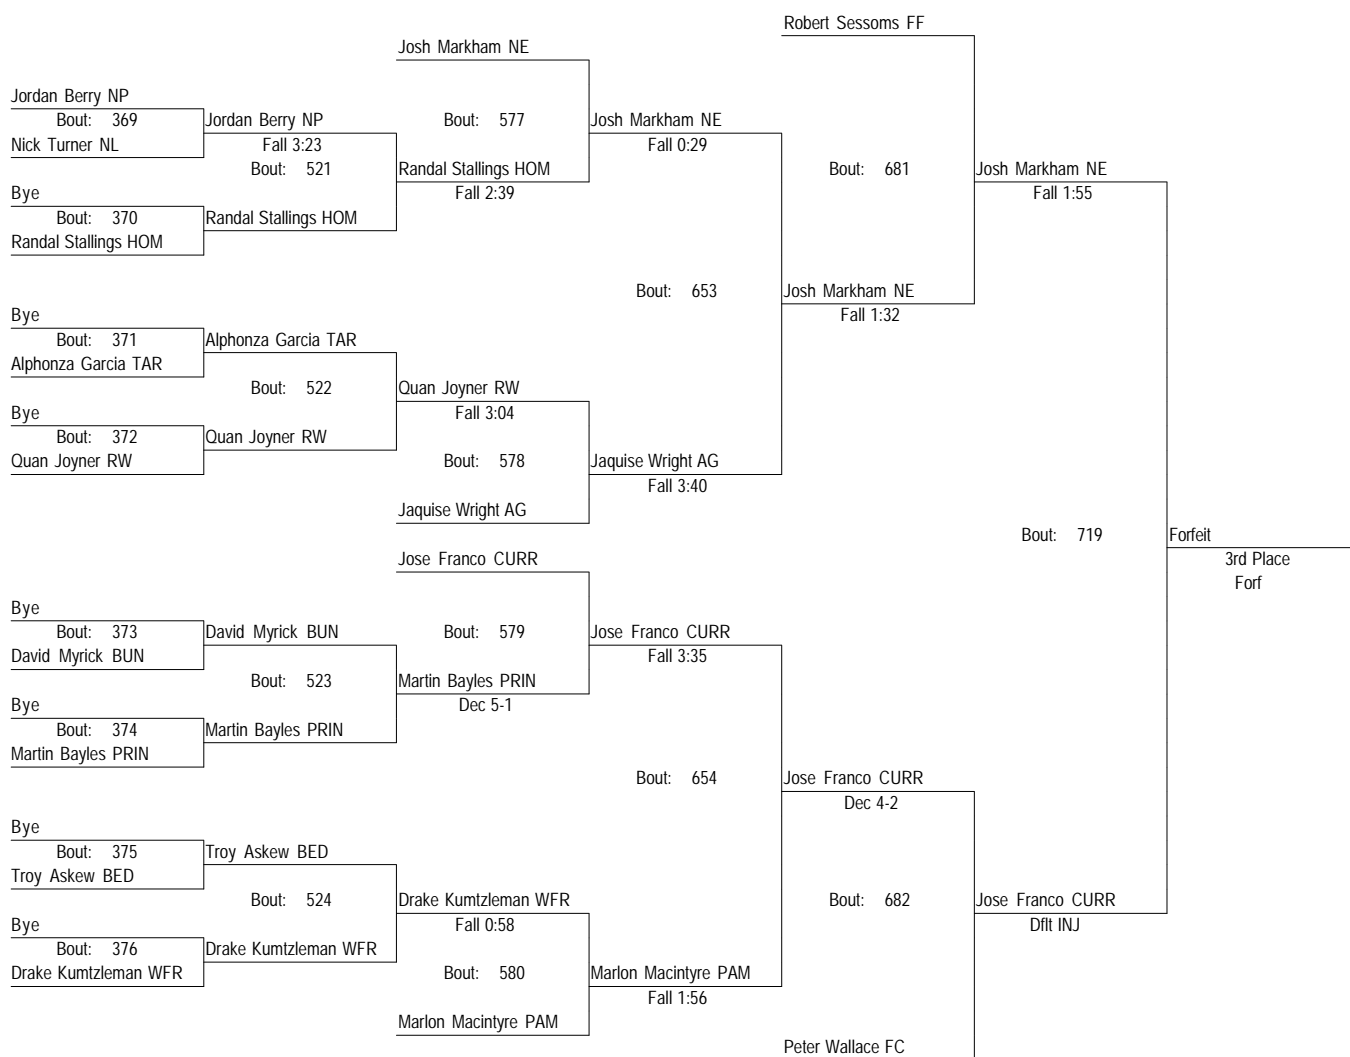 Robert Sessoms FF
Josh Markham NE
Jordan Berry NP
Bout: 369
Jordan Berry NP
Bout: 577
Josh Markham NE
Nick Turner NL
Fall 3:23
Fall 0:29
Bout: 521
Randal Stallings HOM
Bout: 681
Josh Markham NE
Bye
Fall 2:39
Fall 1:55
Bout: 370
Randal Stallings HOM
Randal Stallings HOM
Bout: 653
Josh Markham NE
Bye
Fall 1:32
Bout: 371
Alphonza Garcia TAR
Alphonza Garcia TAR
Bout: 522
Quan Joyner RW
Bye
Fall 3:04
Bout: 372
Quan Joyner RW
Quan Joyner RW
Bout: 578
Jaquise Wright AG
Fall 3:40
Jaquise Wright AG
Bout: 719
Forfeit
Jose Franco CURR
3rd Place
Forf
Bye
Bout: 373
David Myrick BUN
Bout: 579
Jose Franco CURR
David Myrick BUN
Fall 3:35
Bout: 523
Martin Bayles PRIN
Bye
Dec 5-1
Bout: 374
Martin Bayles PRIN
Martin Bayles PRIN
Bout: 654
Jose Franco CURR
Dec 4-2
Bye
Bout: 375
Troy Askew BED
Troy Askew BED
Bout: 524
Drake Kumtzleman WFR
Bout: 682
Jose Franco CURR
Bye
Fall 0:58
Dflt INJ
Bout: 376
Drake Kumtzleman WFR
Drake Kumtzleman WFR
Bout: 580
Marlon Macintyre PAM
Fall 1:56
Marlon Macintyre PAM
Peter Wallace FC